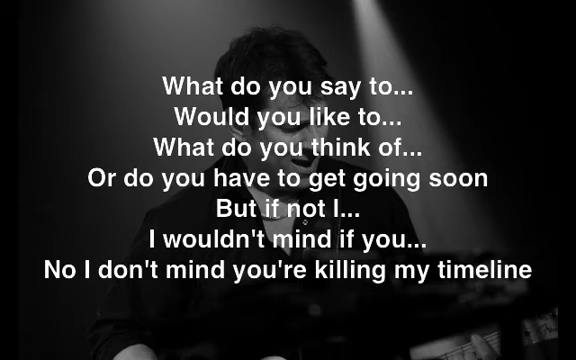 What do you say to...
Would you like to...
What do you think of...
Or do you have to get going soon
But if not I...
I wouldn't mind if you...
No I don't mind you're killing my timeline